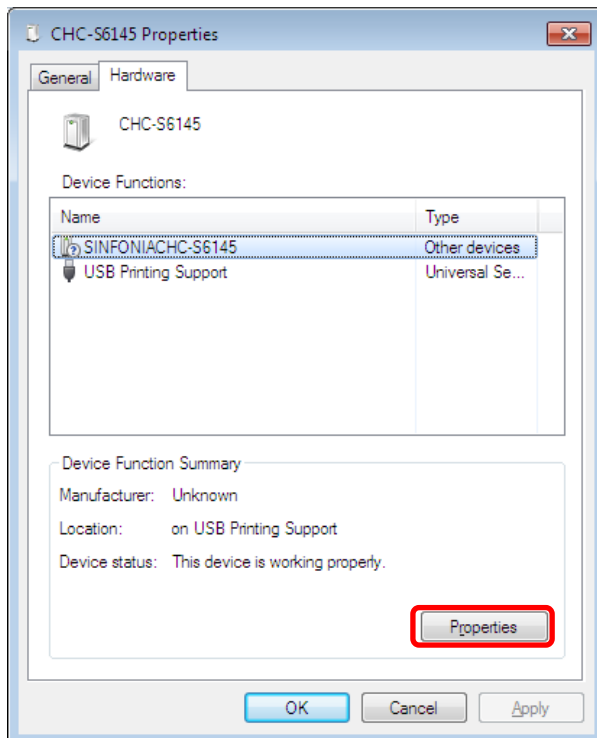 CHC-S6145 Properties
General Hardware
CHC-S6145
Device Functions:
Name Type
SINFONIACHC-S6145 Other devices
USB Printing Support Universal Se...
Device Function Summary
Manufacturer: Unknown
Location: on USB Printing Support
Device status: This device is working properly.
Properties
OK Cancel Apply